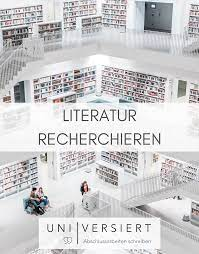 LITERATUR
RECHERCHIEREN
UNI|VERSIERT
Abschlussarbeiten schreiben